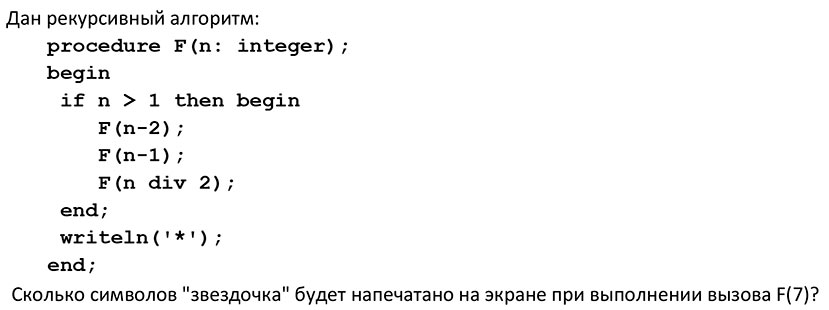 Дан рекурсивный алгоритм:
procedure F(n: integer);
begin
if n > 1 then begin
F(n-2);
F(n-1);
F(n div 2);
end;
writeln('*');
end;
Сколько символов "звездочка" будет напечатано на экране при выполнении вызова F(7)?